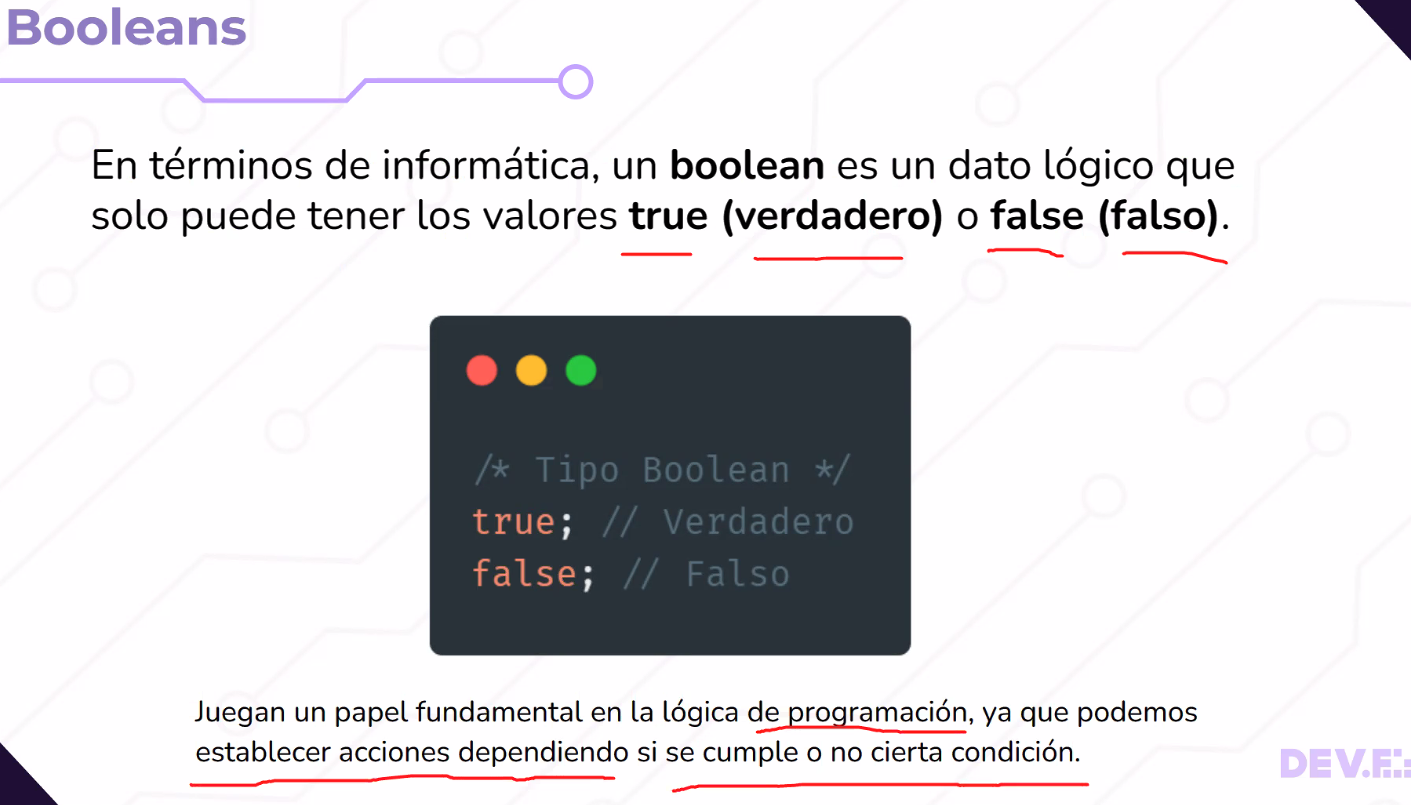 Booleans
En términos de informática, un boolean es un dato lógico que
solo puede tener los valores true (verdadero) o false (falso).
/* Tipo Boolean */
true; // Verdadero
false; // Falso
Juegan un papel fundamental en la lógica de programación, ya que podemos
establecer acciones dependiendo si se cumple o no cierta condición.
DEV.F.: